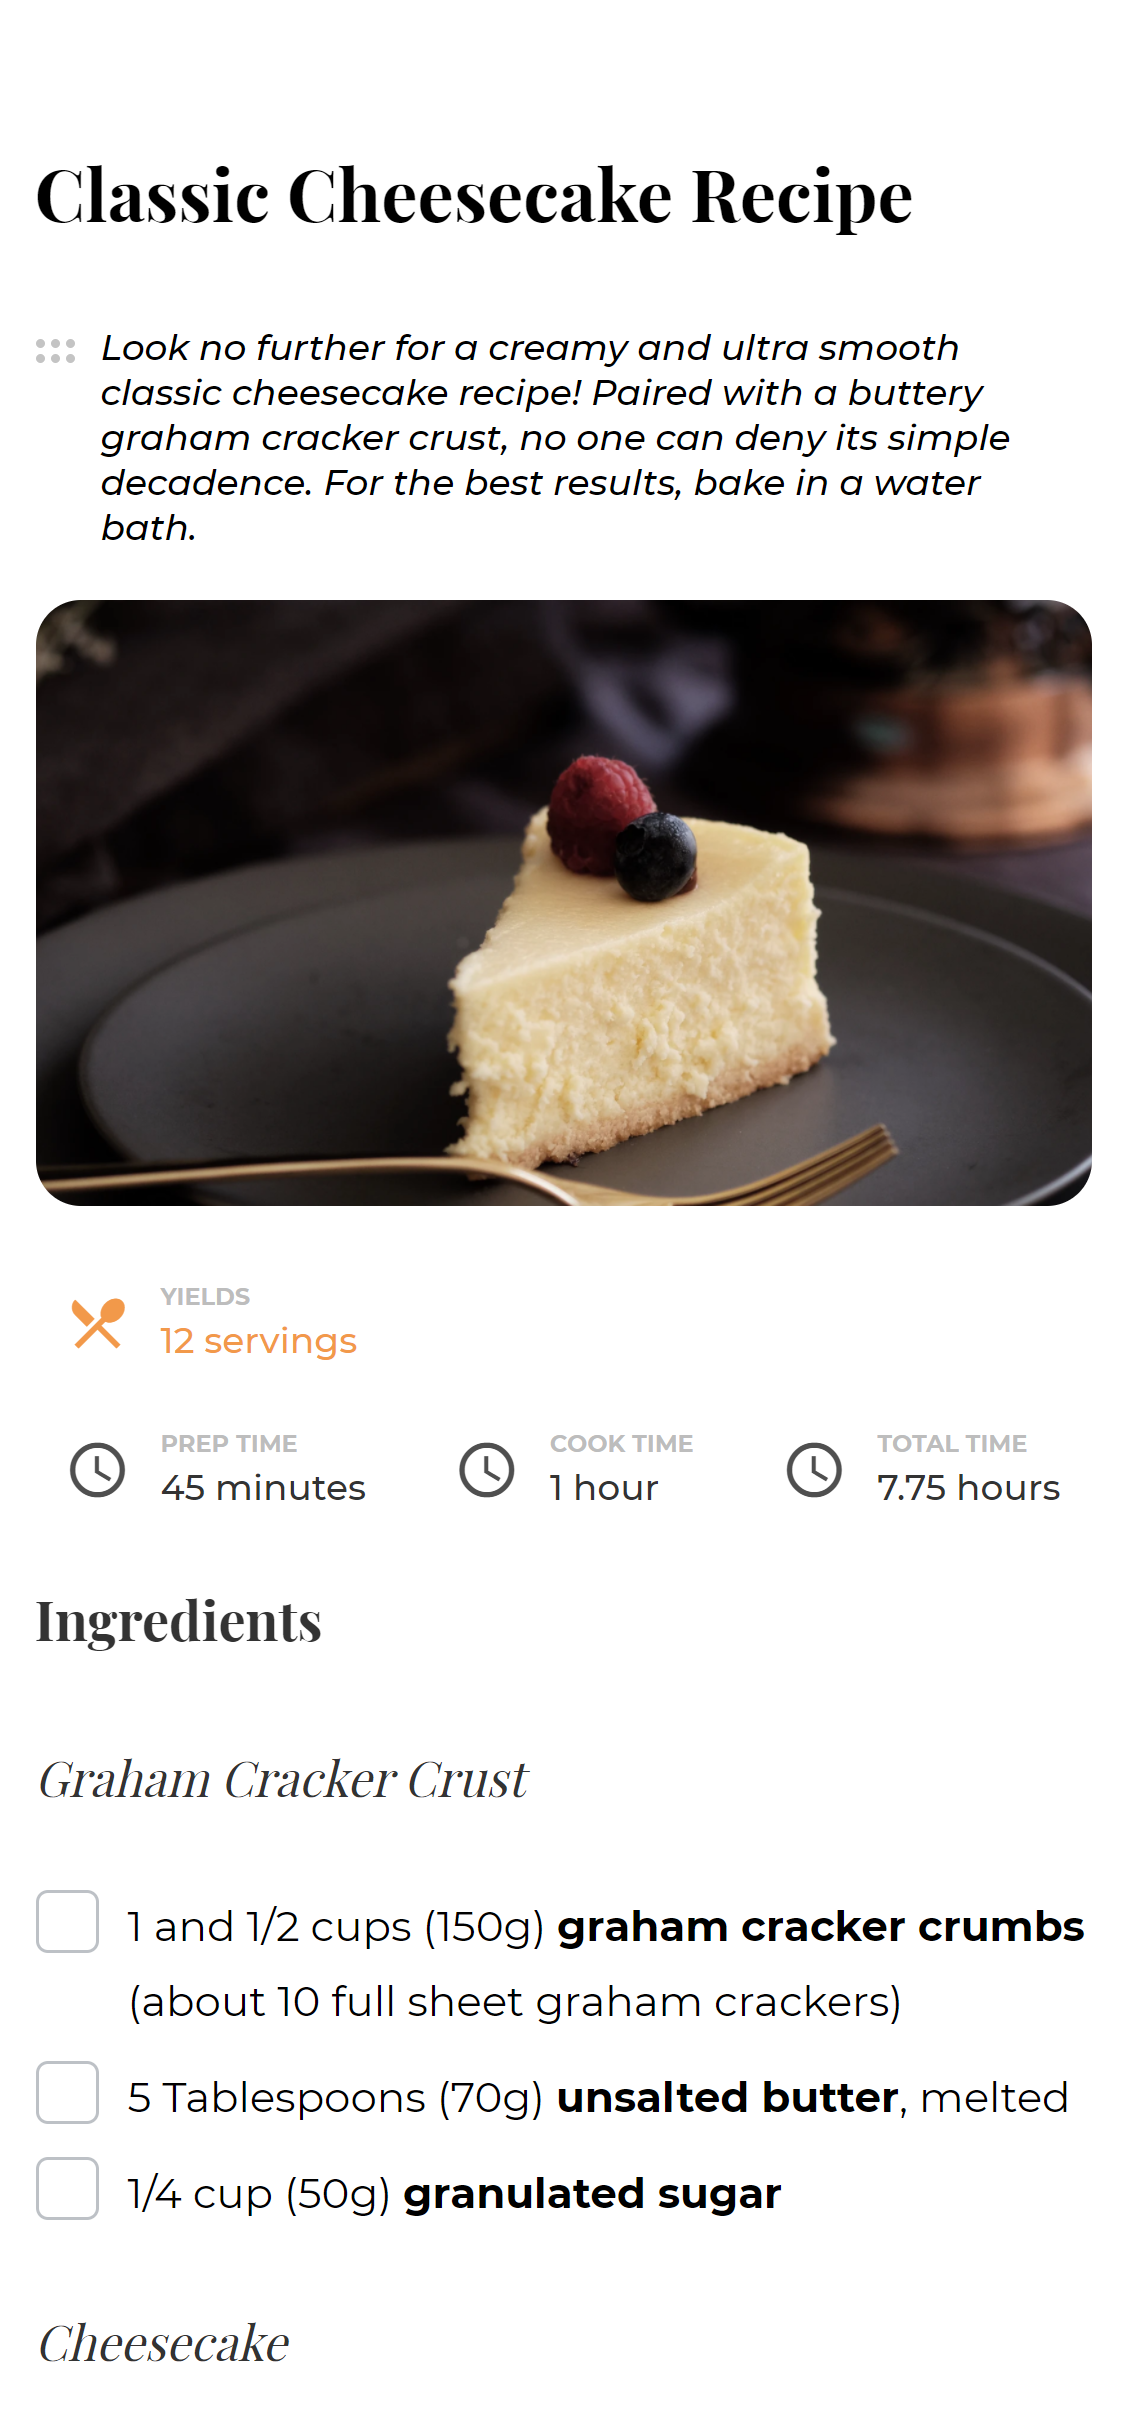 Classic Cheesecake Recipe
Look no further for a creamy and ultra smooth
classic cheesecake recipe! Paired with a buttery
graham cracker crust, no one can deny its simple
decadence. For the best results, bake in a water
bath.
YIELDS
12 servings
PREP TIME
45 minutes
COOK TIME
1 hour
TOTAL TIME
7.75 hours
Ingredients
Graham Cracker Crust
1 and 1/2 cups (150g) graham cracker crumbs
(about 10 full sheet graham crackers)
5 Tablespoons (70g) unsalted butter, melted
1/4 cup (50g) granulated sugar
Cheesecake